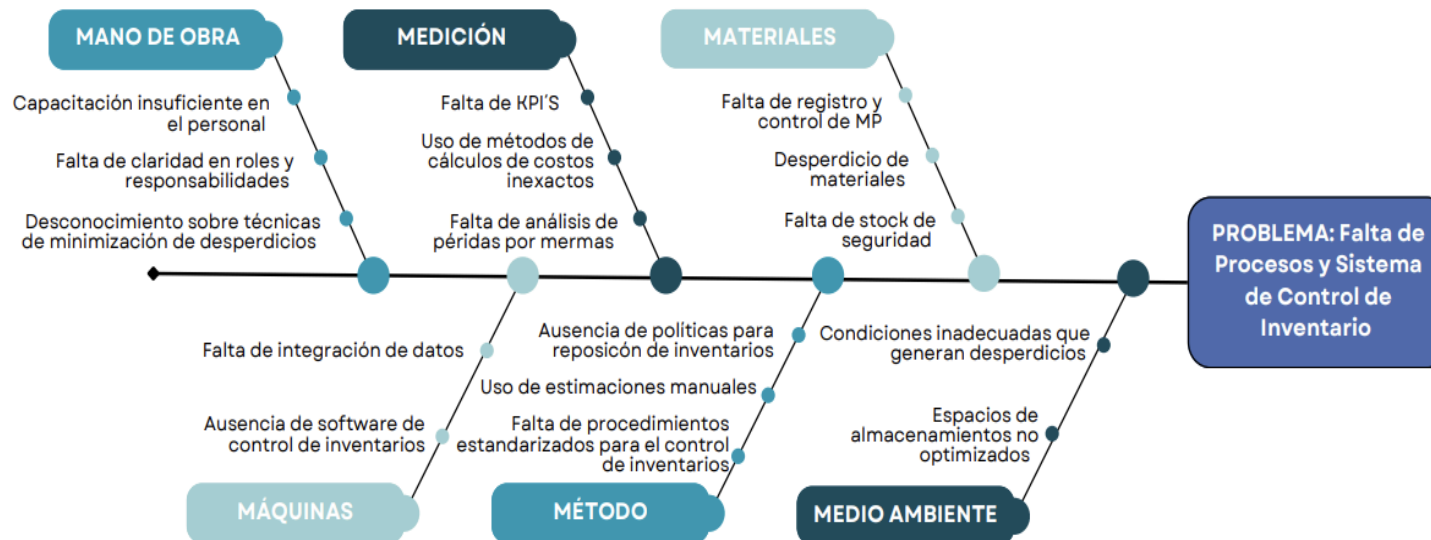 MANO DE OBRA
Capacitación insuficiente en
el personal
Falta de claridad en roles y
responsabilidades
Desconocimiento sobre técnicas
de minimización de desperdicios
MEDICIÓN
Falta de KPI´S
Uso de métodos de
cálculos de costos
inexactos
Falta de análisis de
péridas por mermas
MATERIALES
Falta de registro y
control de MP
Desperdicio de
materiales
Falta de stock de
seguridad
PROBLEMA: Falta de
Procesos y Sistema
de Control de
Inventario
Falta de integración de datos
Ausencia de software de
control de inventarios
MÁQUINAS
Ausencia de políticas para
reposicón de inventarios
Uso de estimaciones manuales
Falta de procedimientos
estandarizados para el control
de inventarios
MÉTODO
Condiciones inadecuadas que
generan desperdicios
Espacios de
almacenamientos no
optimizados
MEDIO AMBIENTE